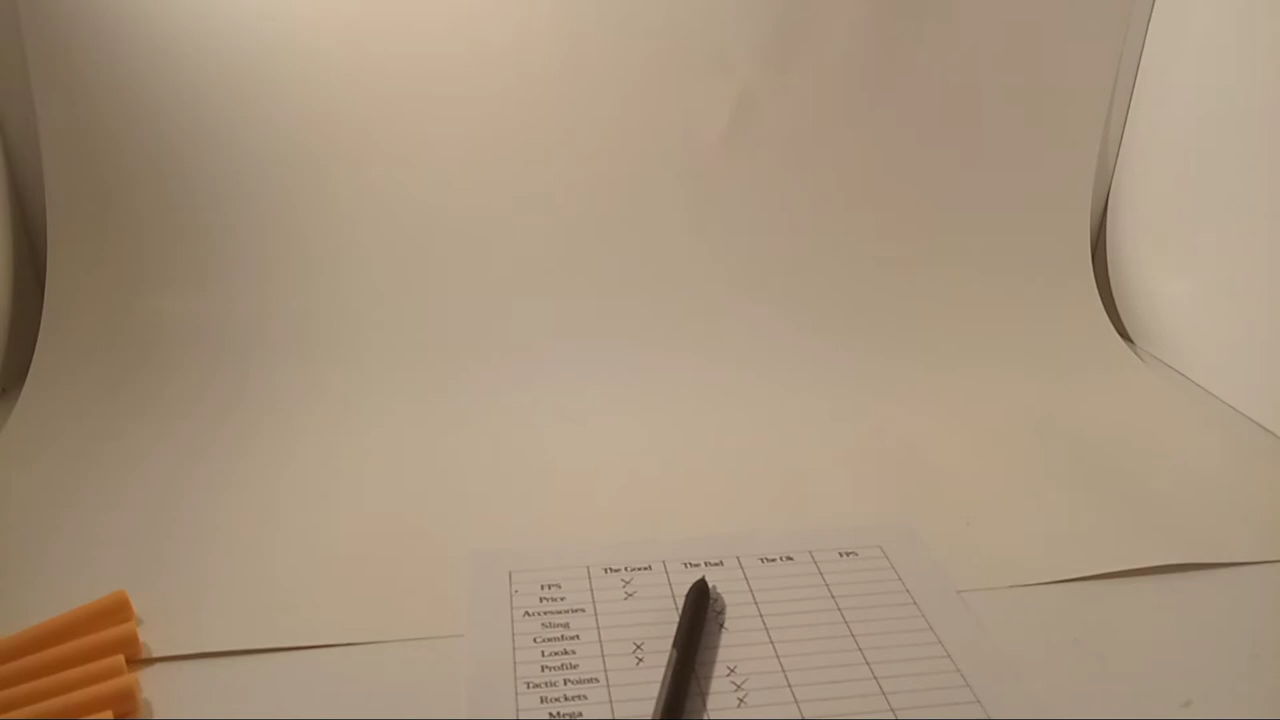 The Good The Bad The Ok FPS
FPS X
Price X
Accessories X
Sling X
Comfort
Looks X
Profile X
Tactic Points X
Rockets X
Mega X